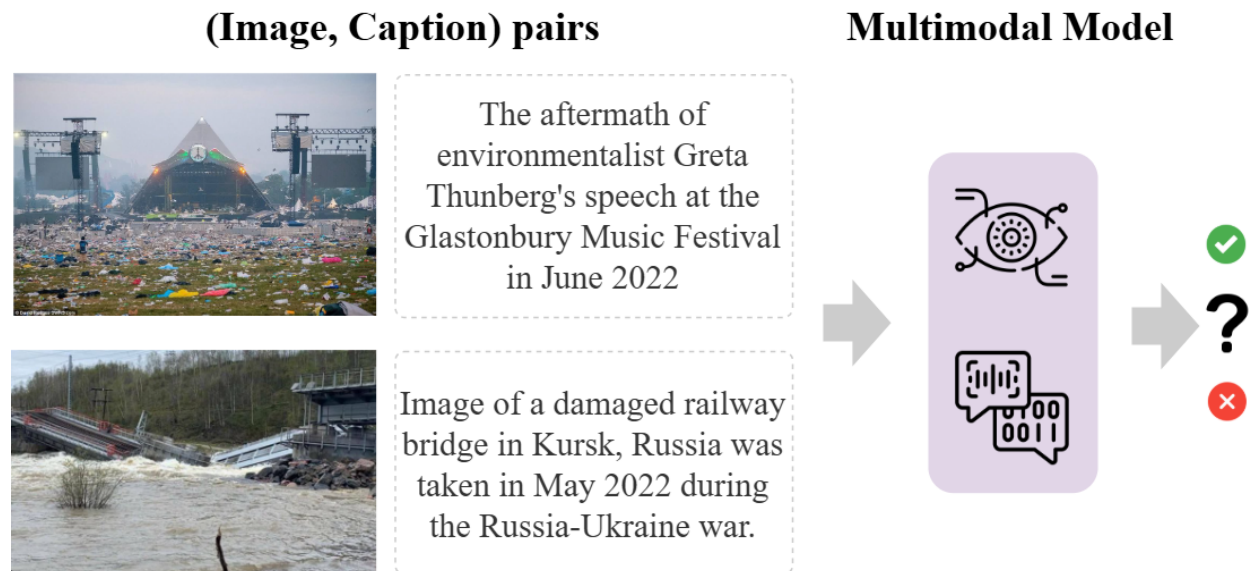 (Image, Caption) pairs
Multimodal Model
The aftermath of
environmentalist Greta
Thunberg's speech at the
Glastonbury Music Festival
in June 2022
Image of a damaged railway
bridge in Kursk, Russia was
taken in May 2022 during
the Russia-Ukraine war.
?